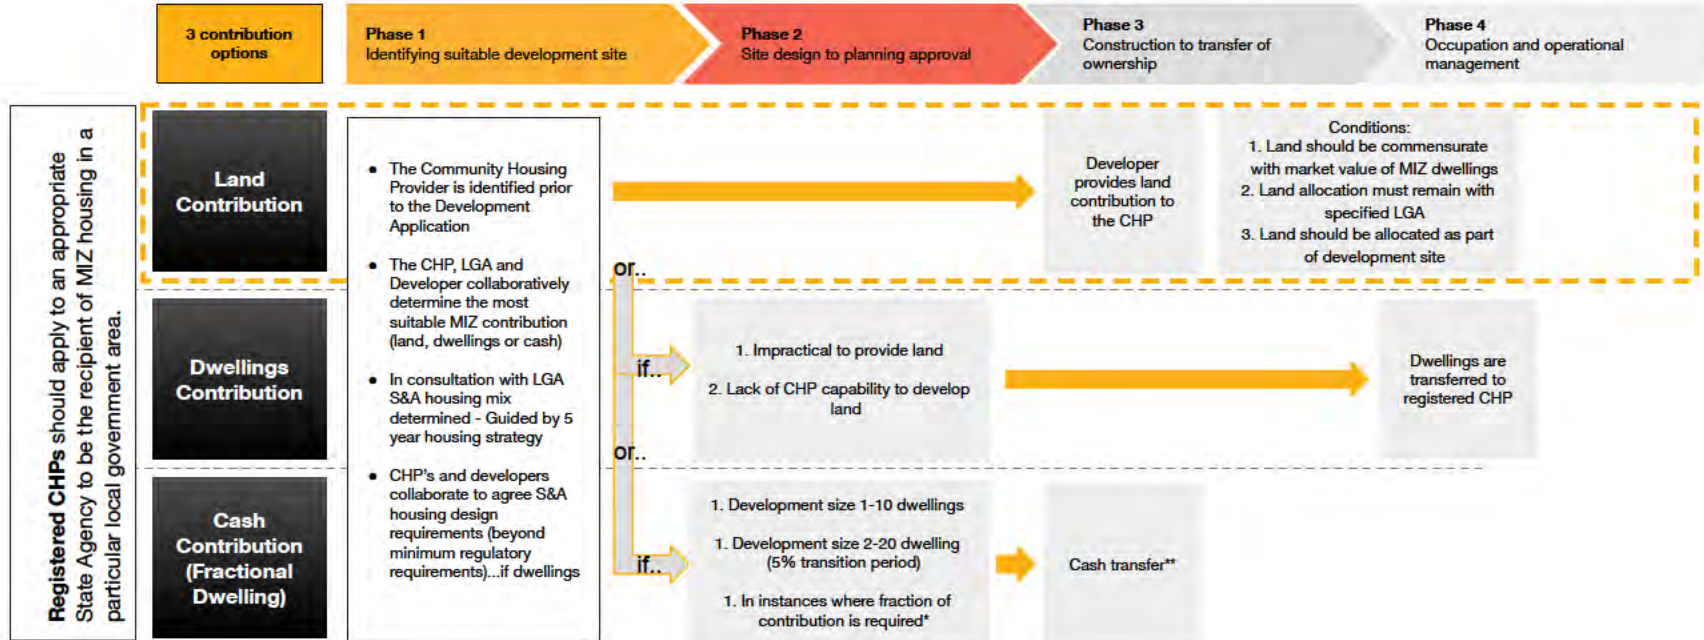 3 contribution
options
Phase 1
Identifying suitable development site
Phase 2
Site design to planning approval
Phase 3
Construction to transfer of
ownership
Phase 4
Occupation and operational
management
Registered CHPs should apply to an appropriate
State Agency to be the recipient of MIZ housing in a
particular local government area.
Land
Contribution
Dwellings
Contribution
Cash
Contribution
(Fractional
Dwelling)
• The Community Housing
Provider is identified prior
to the Development
Application
• The CHP, LGA and
Developer collaboratively
determine the most
suitable MIZ contribution
(land, dwellings or cash)
• In consultation with LGA
S&A housing mix
determined - Guided by 5
year housing strategy
• CHP's and developers
collaborate to agree S&A
housing design
requirements (beyond
minimum regulatory
requirements)...if dwellings
Developer
provides land
contribution to
the CHP
Conditions:
1. Land should be commensurate
with market value of MIZ dwellings
2. Land allocation must remain with
specified LGA
3. Land should be allocated as part
of development site
or..
if..
1. Impractical to provide land
2. Lack of CHP capability to develop
land
Dwellings are
transferred to
registered CHP
or..
if..
1. Development size 1-10 dwellings
1. Development size 2-20 dwelling
(5% transition period)
1. In instances where fraction of
contribution is required*
Cash transfer**